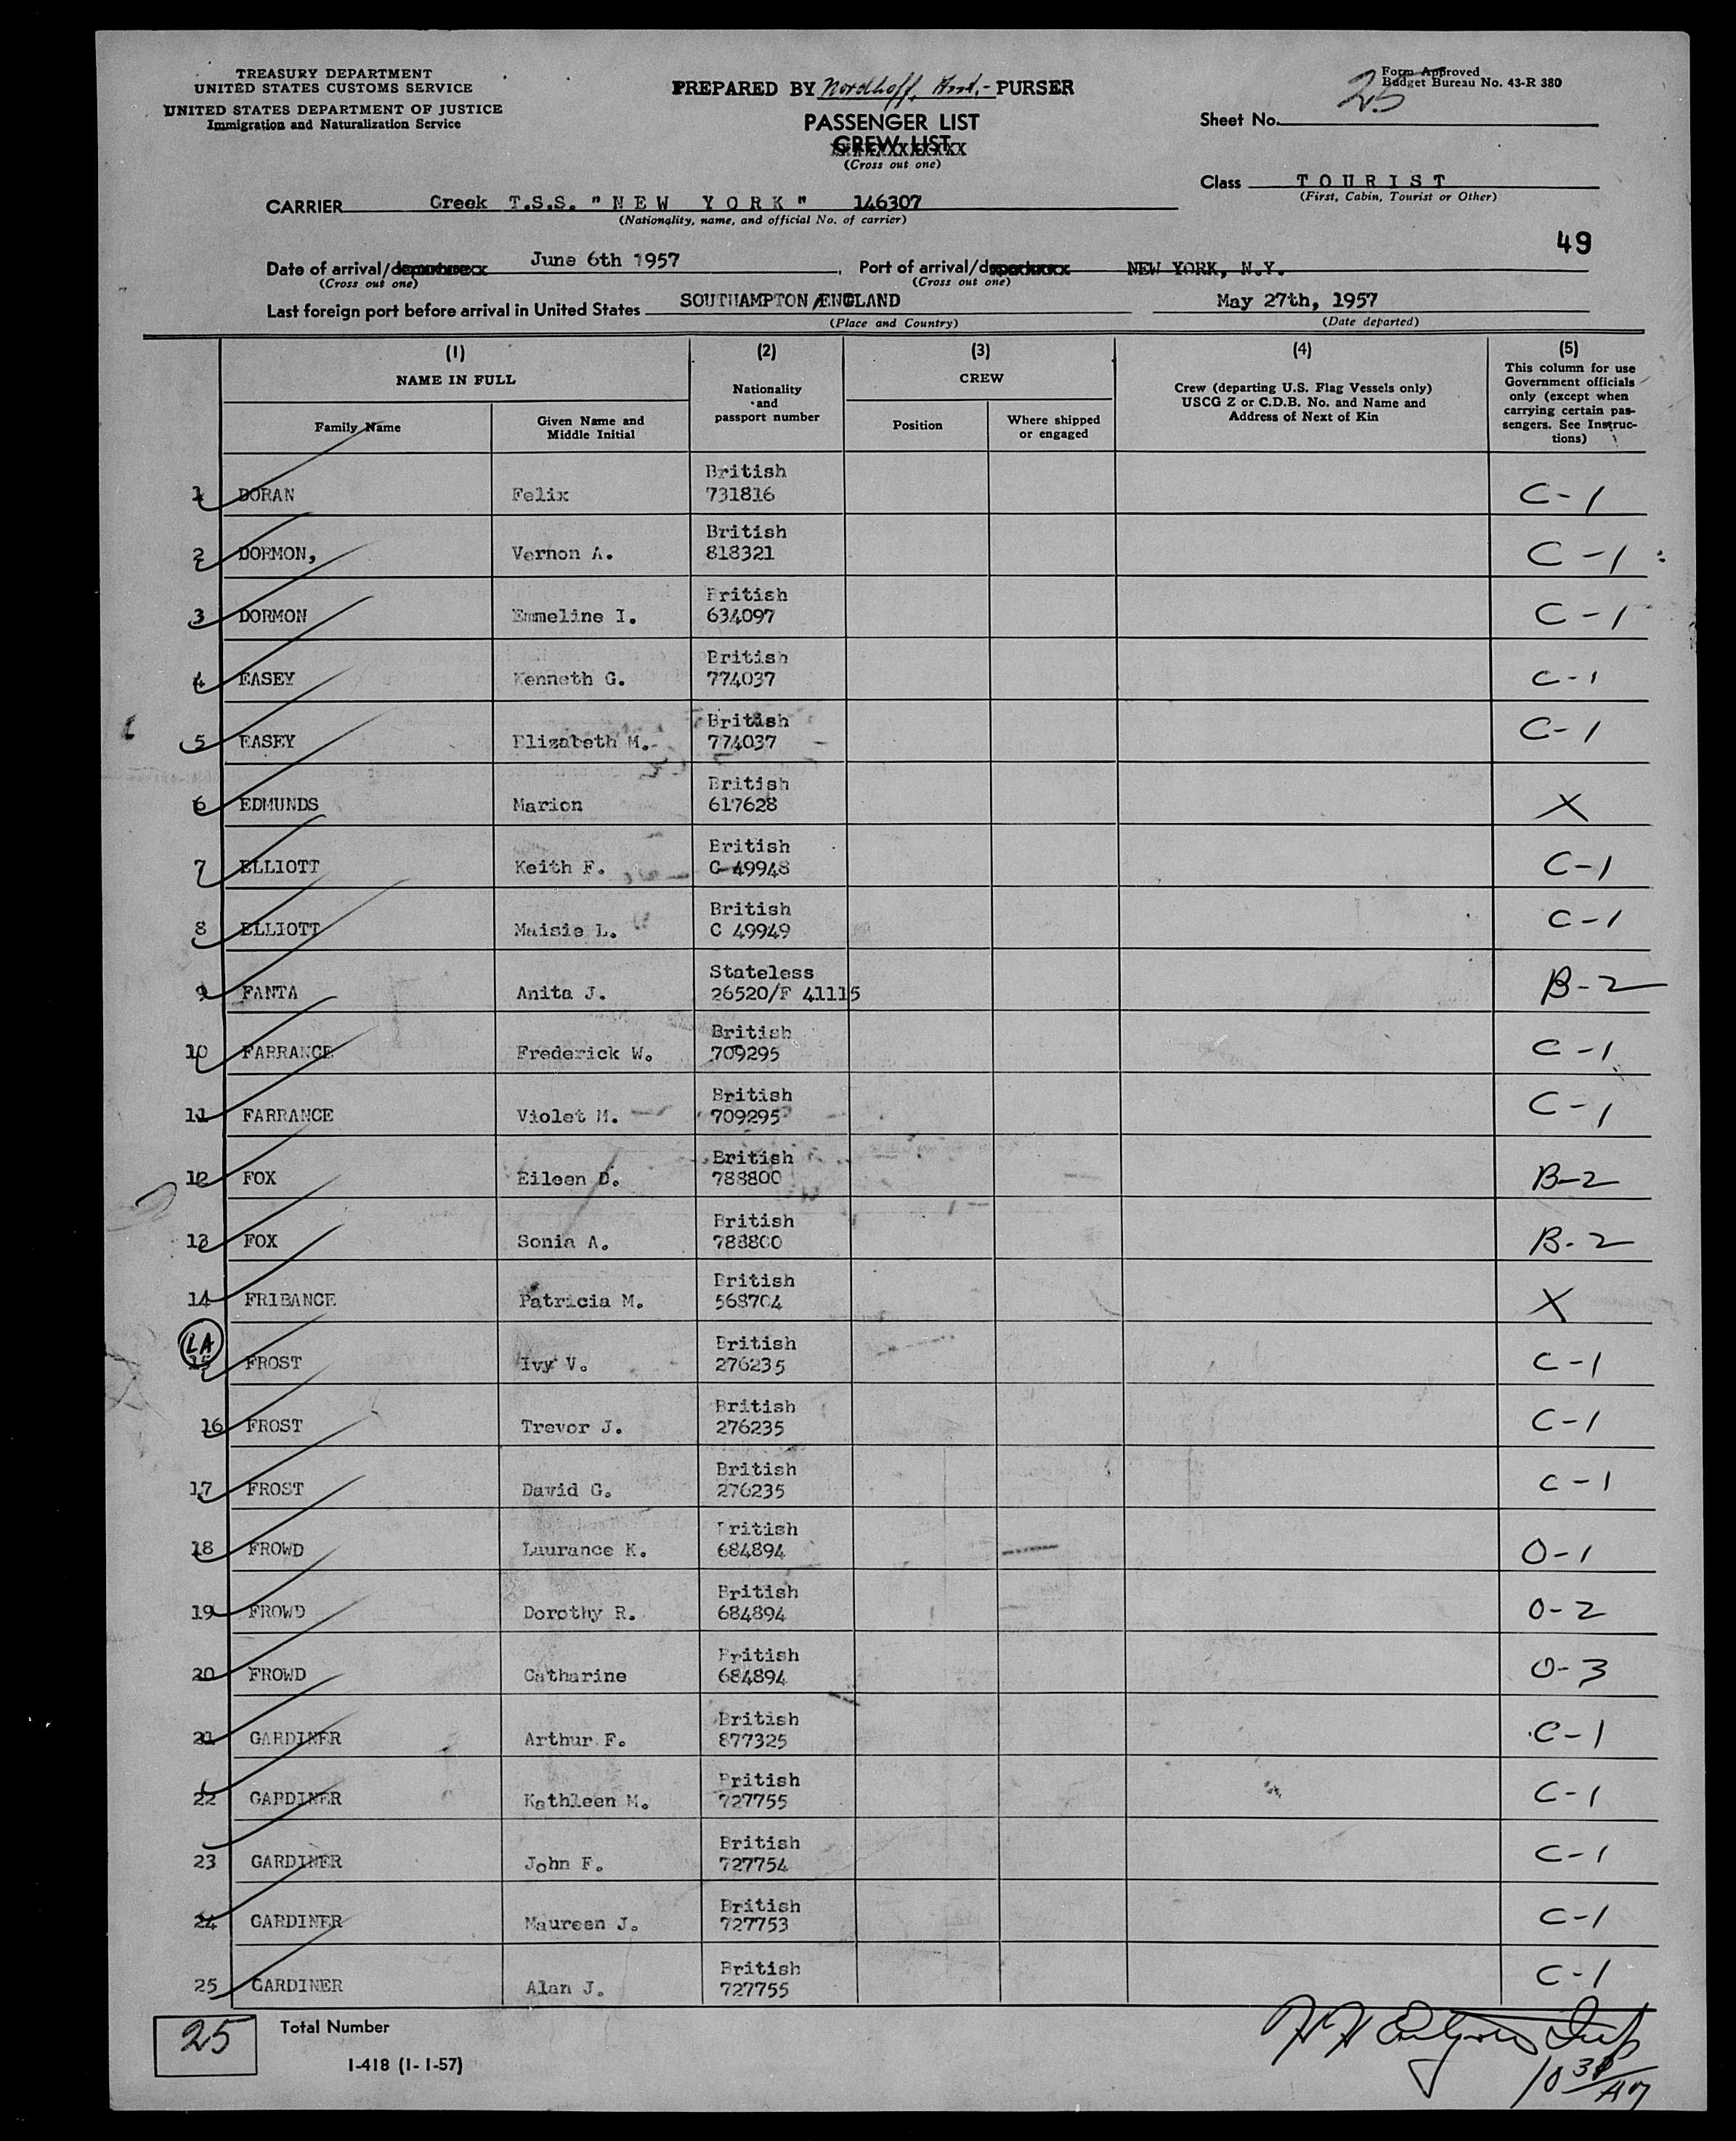 TREASURY DEPARTMENT
UNITED STATES CUSTOMS SERVICE
UNITED STATES DEPARTMENT OF JUSTICE
Immigration and Naturalization Service
PREPARED BY Nordhoff, Asst.- PURSER
PASSENGER LIST
CREW LIST
(Cross out one)
Form Approved
Budget Bureau No. 43-R 380
Sheet No. 25
Class TOURIST
(First, Cabin, Tourist or Other)
CARRIER Greek T.S.S. "NEW YORK" 146307
(Nationality, name, and official No. of carrier)
49
Date of arrival/departure June 6th 1957, Port of arrival/departure NEW YORK, N.Y.
(Cross out one) (Cross out one)
Last foreign port before arrival in United States SOUTHAMPTON/ENGLAND May 27th, 1957
(Place and Country) (Date departed)
(1) (2) (3) (4) (5)
NAME IN FULL
Family Name
Given Name and Middle Initial
Nationality and passport number
CREW
Position
Where shipped or engaged
Crew (departing U.S. Flag Vessels only)
USCG Z or C.D.B. No. and Name and
Address of Next of Kin
This column for use
Government officials
only (except when
carrying certain pas-
sengers. See Instruc-
tions)
1 DORAN Felix British 731816 C-1
2 DORMON, Vernon A. British 818321 C-1
3 DORMON Emmeline I. British 634097 C-1
4 EASEY Kenneth G. British 774037 C-1
5 EASEY Elizabeth M. British 774037 C-1
6 EDMUNDS Marion British 617628 X
7 ELLIOTT Keith F. British C 49948 C-1
8 ELLIOTT Maisie L. British C 49949 C-1
9 FANTA Anita J. Stateless 26520/F 41115 B-2
10 FARRANCE Frederick W. British 709295 C-1
11 FARRANCE Violet M. British 709295 C-1
12 FOX Eileen D. British 788800 B-2
13 FOX Sonia A. British 788800 B-2
14 FRIBANCE Patricia M. British 568704 X
LA
15 FROST Ivy V. British 276235 C-1
16 FROST Trevor J. British 276235 C-1
17 FROST David G. British 276235 C-1
18 FROWD Laurance K. British 684894 O-1
19 FROWD Dorothy R. British 684894 O-2
20 FROWD Catharine British 684894 O-3
21 GARDINER Arthur F. British 877325 C-1
22 GARDINER Kathleen M. British 727755 C-1
23 GARDINER John F. British 727754 C-1
24 GARDINER Maureen J. British 727753 C-1
25 GARDINER Alan J. British 727755 C-1
25 Total Number
I-418 (1-1-57)
10 30 AM